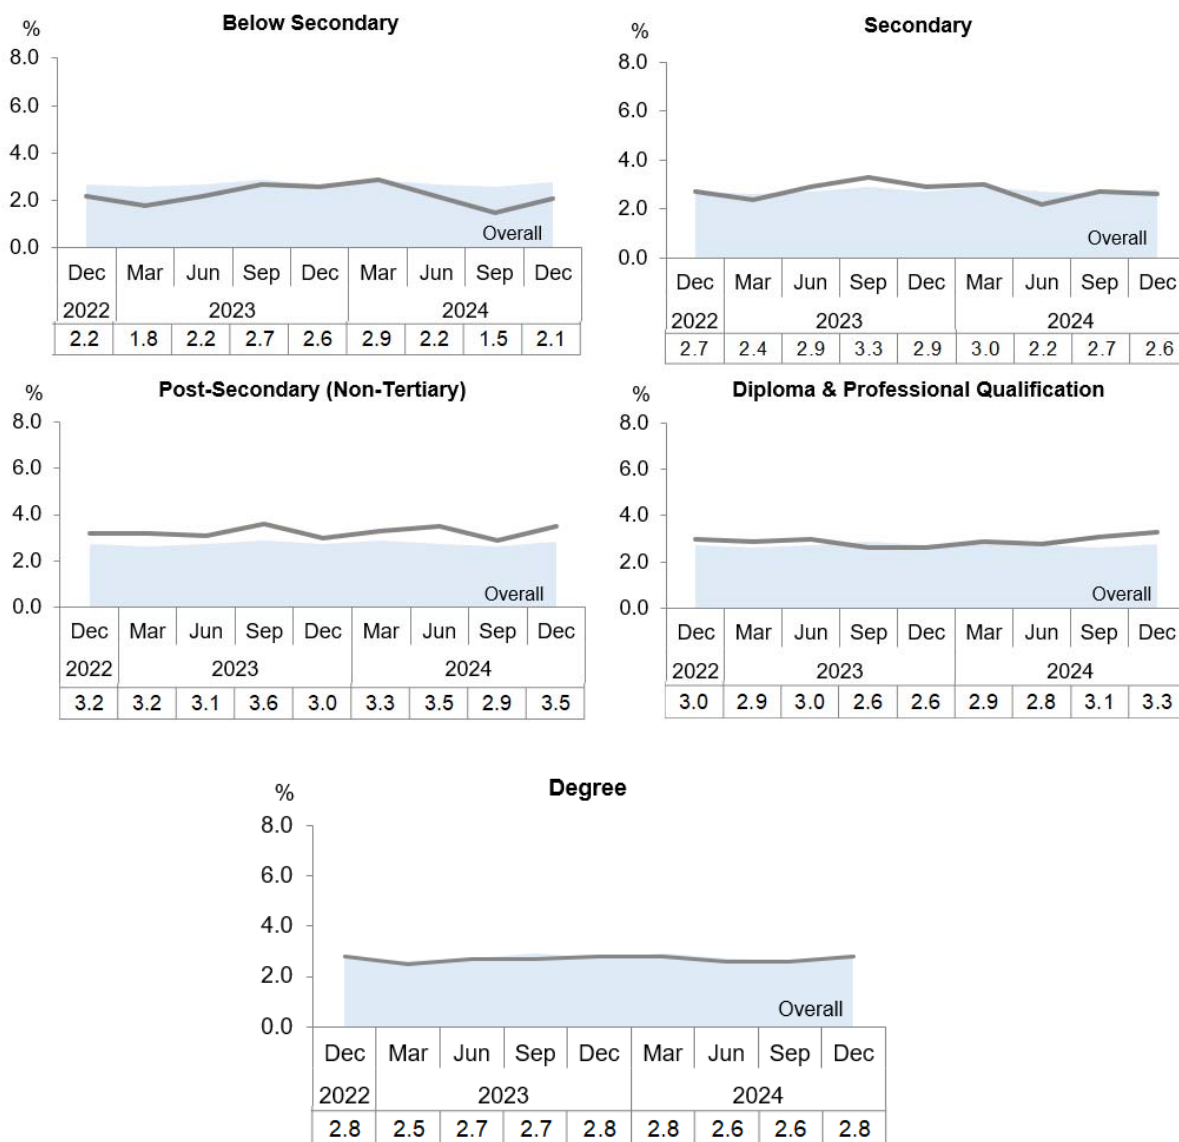 Below Secondary
%
8.0
6.0
4.0
2.0
0.0
Overall
Dec Mar Jun Sep Dec Mar Jun Sep Dec
2022 2023 2024
2.2 1.8 2.2 2.7 2.6 2.9 2.2 1.5 2.1
Secondary
%
8.0
6.0
4.0
2.0
0.0
Overall
Dec Mar Jun Sep Dec Mar Jun Sep Dec
2022 2023 2024
2.7 2.4 2.9 3.3 2.9 3.0 2.2 2.7 2.6
Post-Secondary (Non-Tertiary)
%
8.0
6.0
4.0
2.0
0.0
Overall
Dec Mar Jun Sep Dec Mar Jun Sep Dec
2022 2023 2024
3.2 3.2 3.1 3.6 3.0 3.3 3.5 2.9 3.5
Diploma & Professional Qualification
%
8.0
6.0
4.0
2.0
0.0
Overall
Dec Mar Jun Sep Dec Mar Jun Sep Dec
2022 2023 2024
3.0 2.9 3.0 2.6 2.6 2.9 2.8 3.1 3.3
Degree
%
8.0
6.0
4.0
2.0
0.0
Overall
Dec Mar Jun Sep Dec Mar Jun Sep Dec
2022 2023 2024
2.8 2.5 2.7 2.7 2.8 2.8 2.6 2.6 2.8